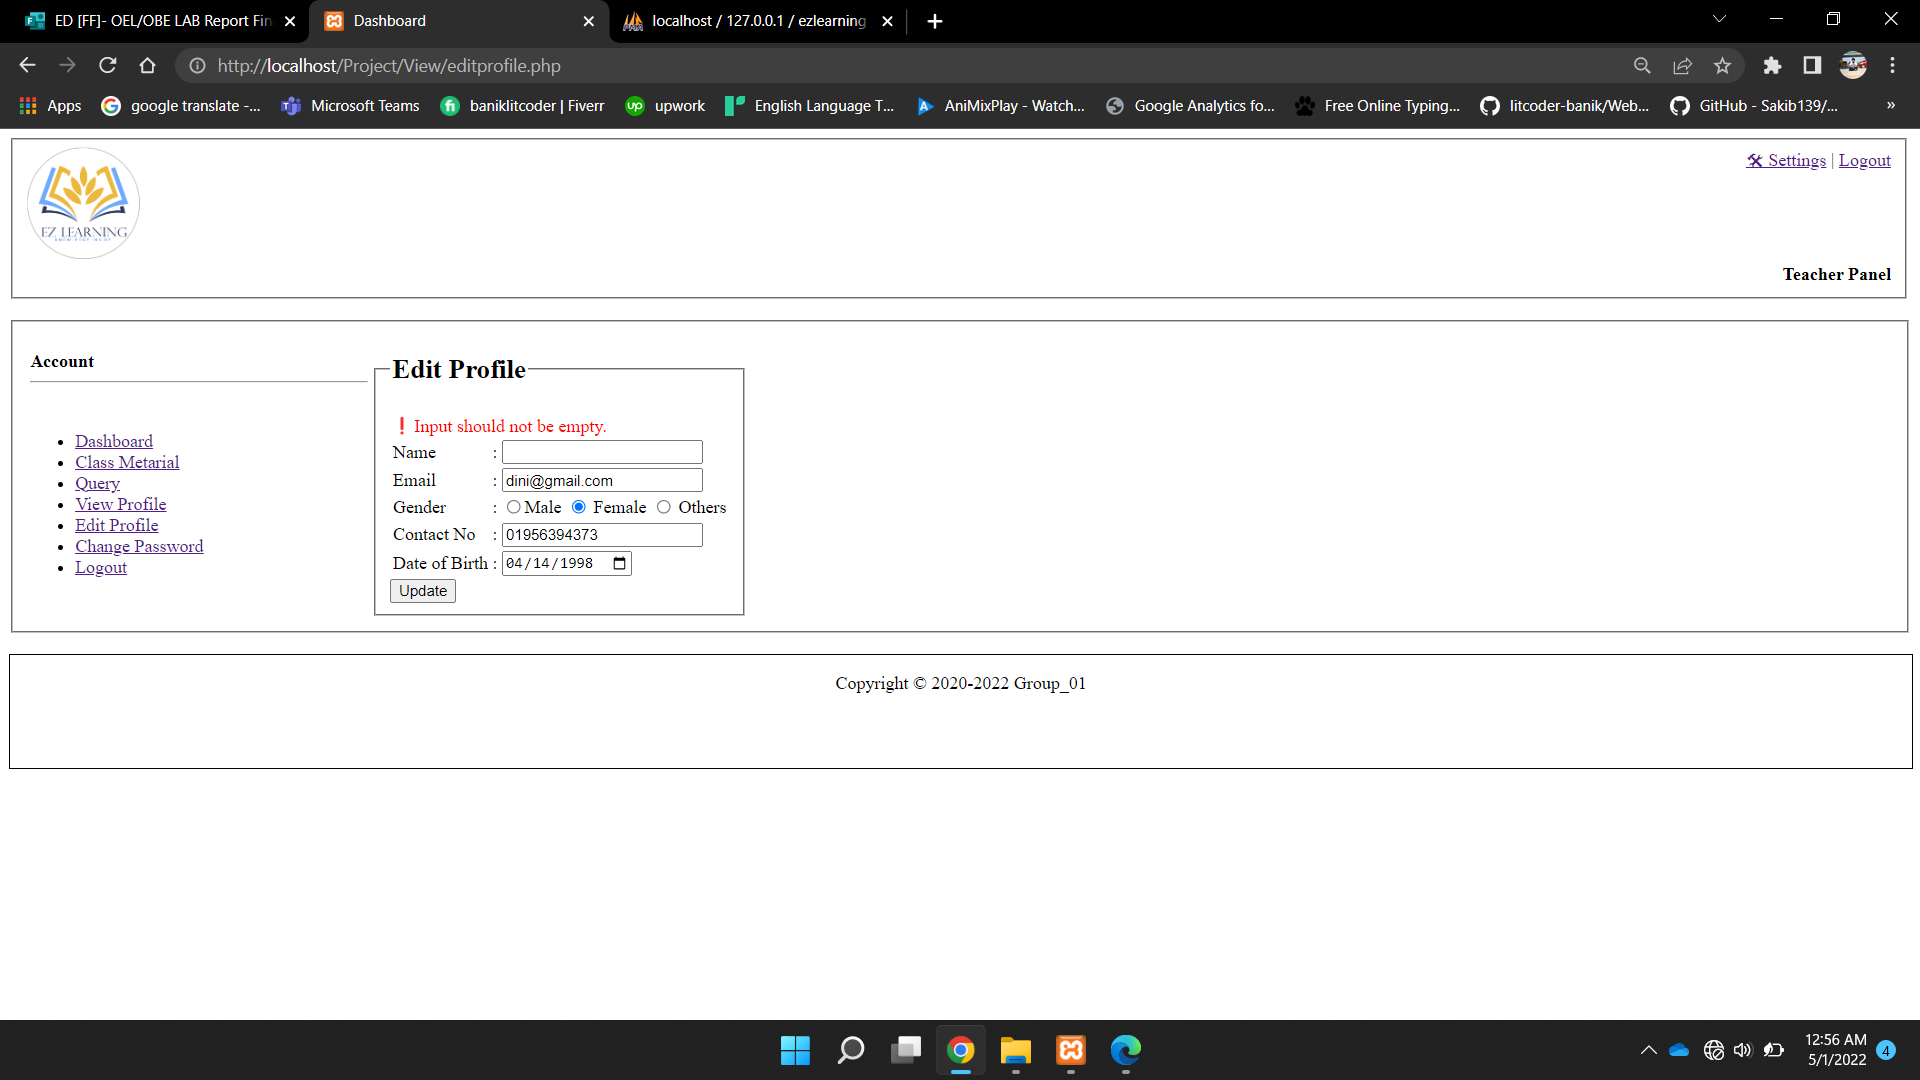 ED [FF]- OEL/OBE LAB Report Fin
Dashboard
localhost / 127.0.0.1 / ezlearning
http://localhost/Project/View/editprofile.php
Apps
google translate -...
Microsoft Teams
baniklitcoder | Fiverr
upwork
English Language T...
AniMixPlay - Watch...
Google Analytics fo...
Free Online Typing...
litcoder-banik/Web...
GitHub - Sakib139/...
»
EZ LEARNING
KNOWLEDGE INSIDE
🛠 Settings | Logout
Teacher Panel
Account
Dashboard
Class Metarial
Query
View Profile
Edit Profile
Change Password
Logout
Edit Profile
❗ Input should not be empty.
Name :
Email : dini@gmail.com
Gender : Male Female Others
Contact No : 01956394373
Date of Birth : 04/14/1998
Update
Copyright © 2020-2022 Group_01
12:56 AM
5/1/2022
4